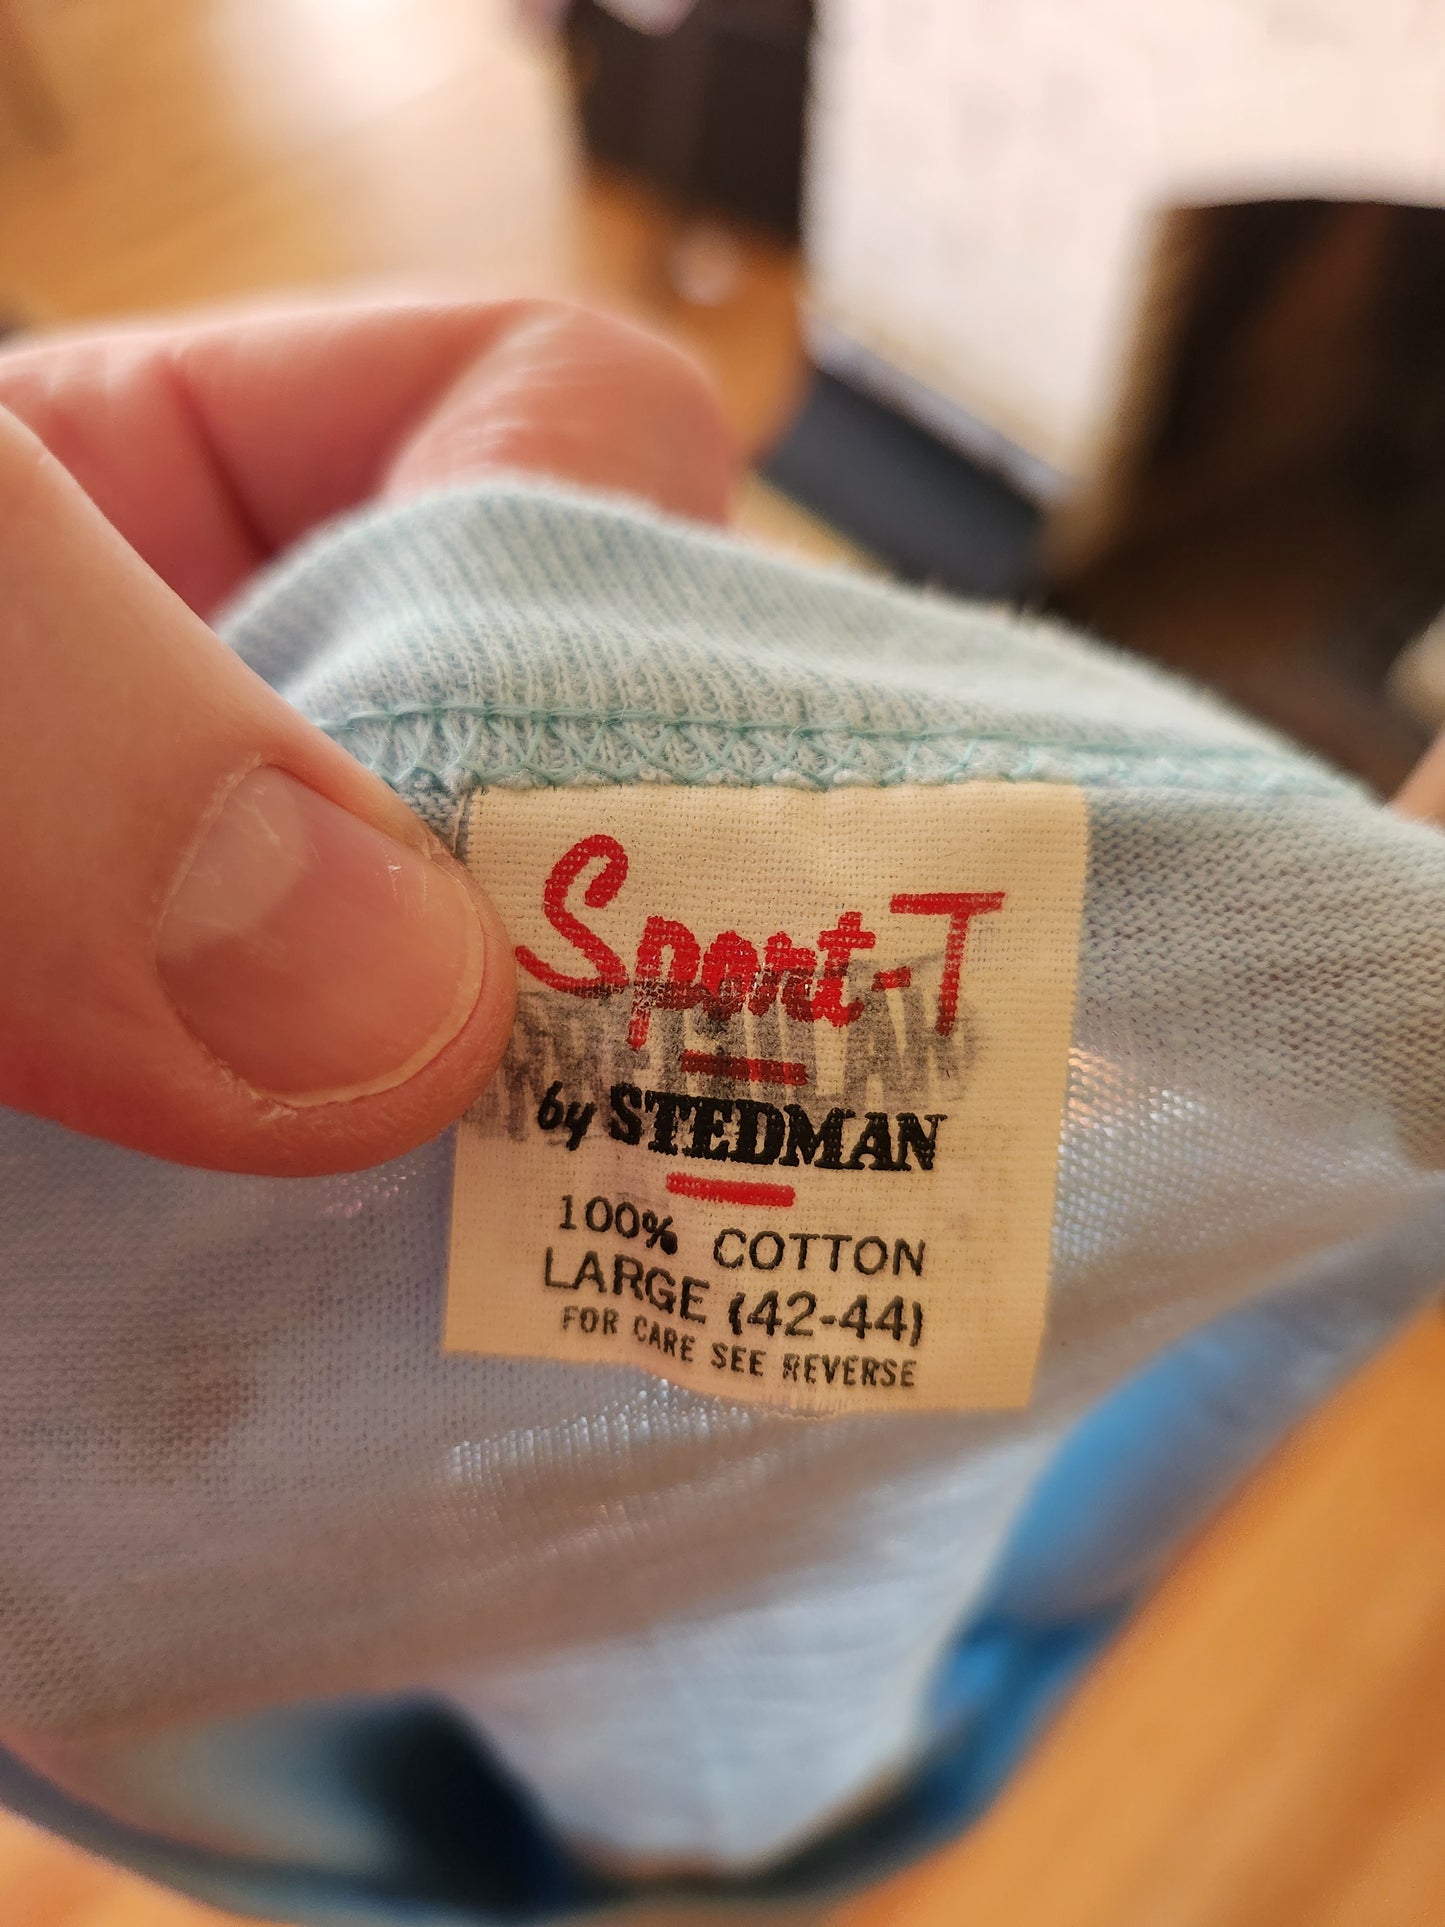 Sport-T
by STEDMAN
100% COTTON
LARGE (42-44)
FOR CARE SEE REVERSE